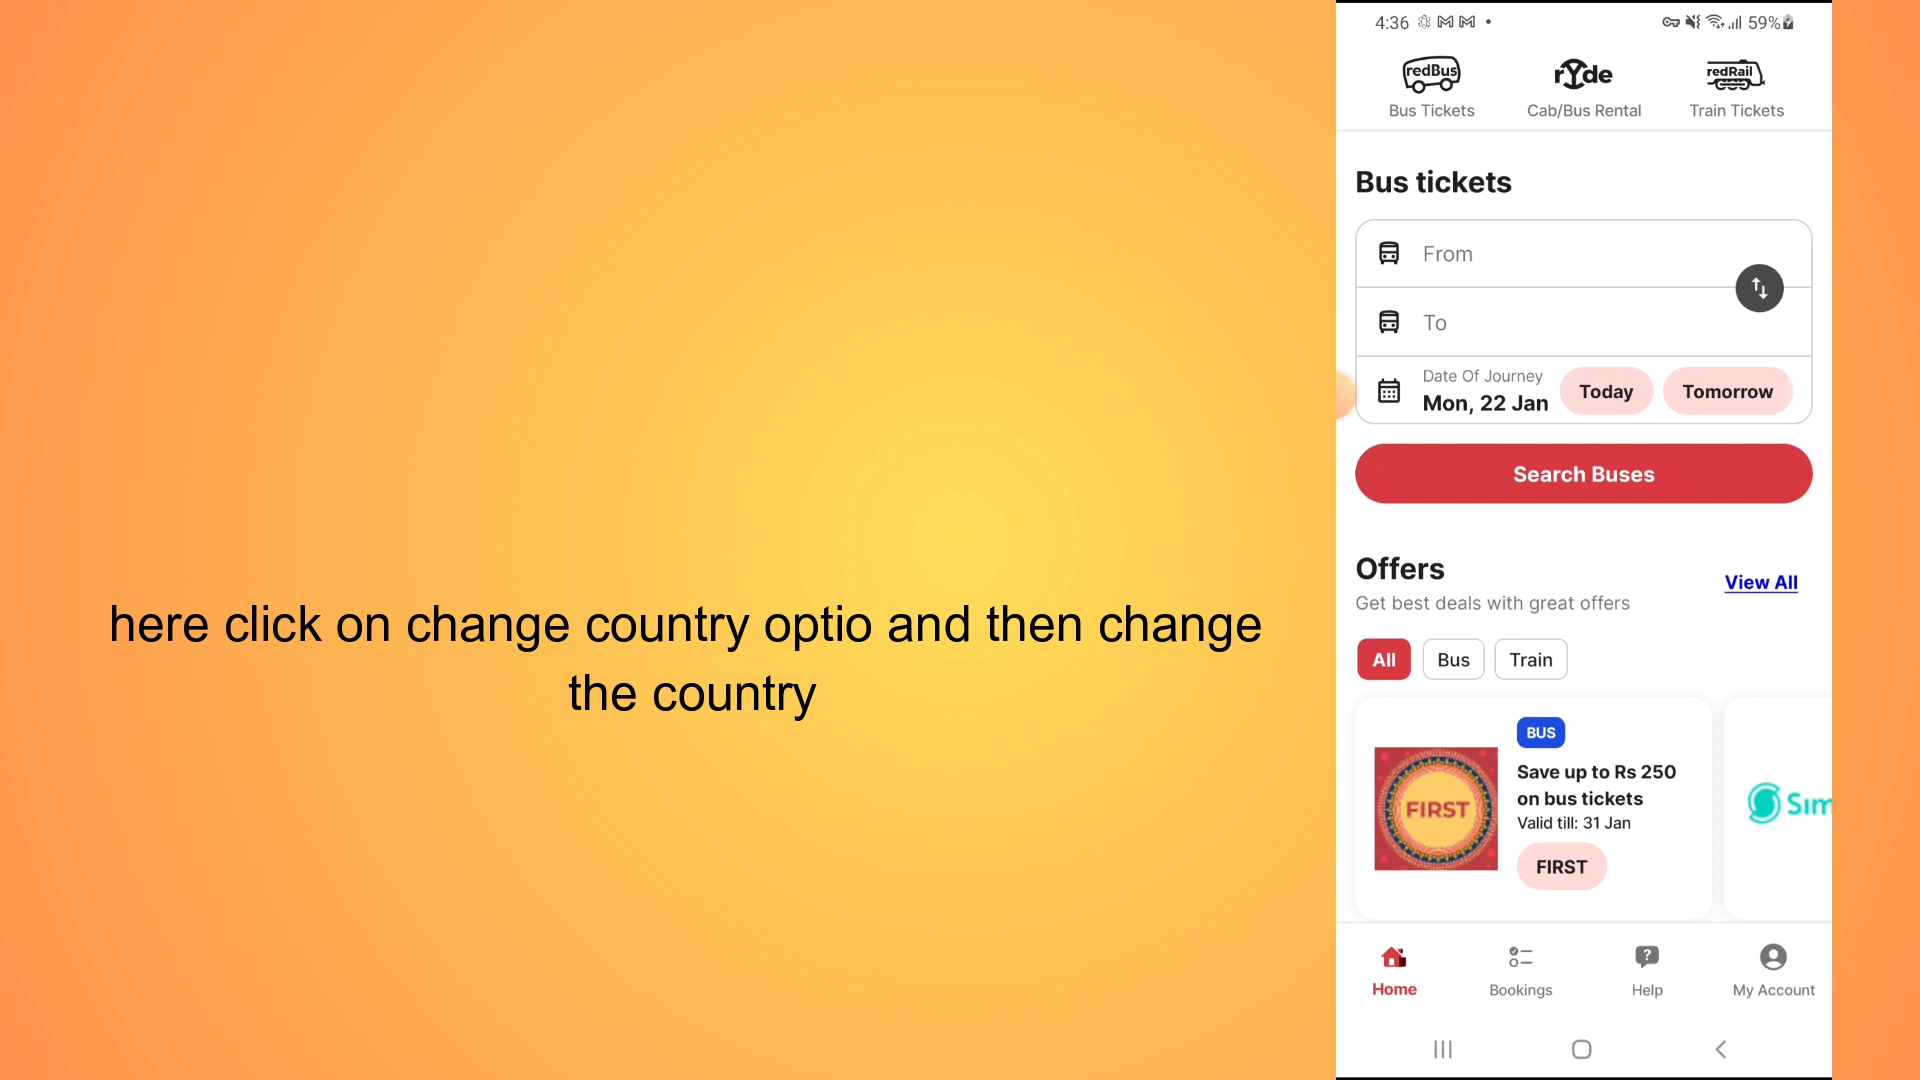 here click on change country optio and then change
the country
4:36
59%
redBus
rYde
redRail
Bus Tickets
Cab/Bus Rental
Train Tickets
Bus tickets
From
To
Date Of Journey
Mon, 22 Jan
Today
Tomorrow
Search Buses
Offers
View All
Get best deals with great offers
All
Bus
Train
BUS
FIRST
Save up to Rs 250
on bus tickets
Valid till: 31 Jan
FIRST
Sim
Home
Bookings
Help
My Account